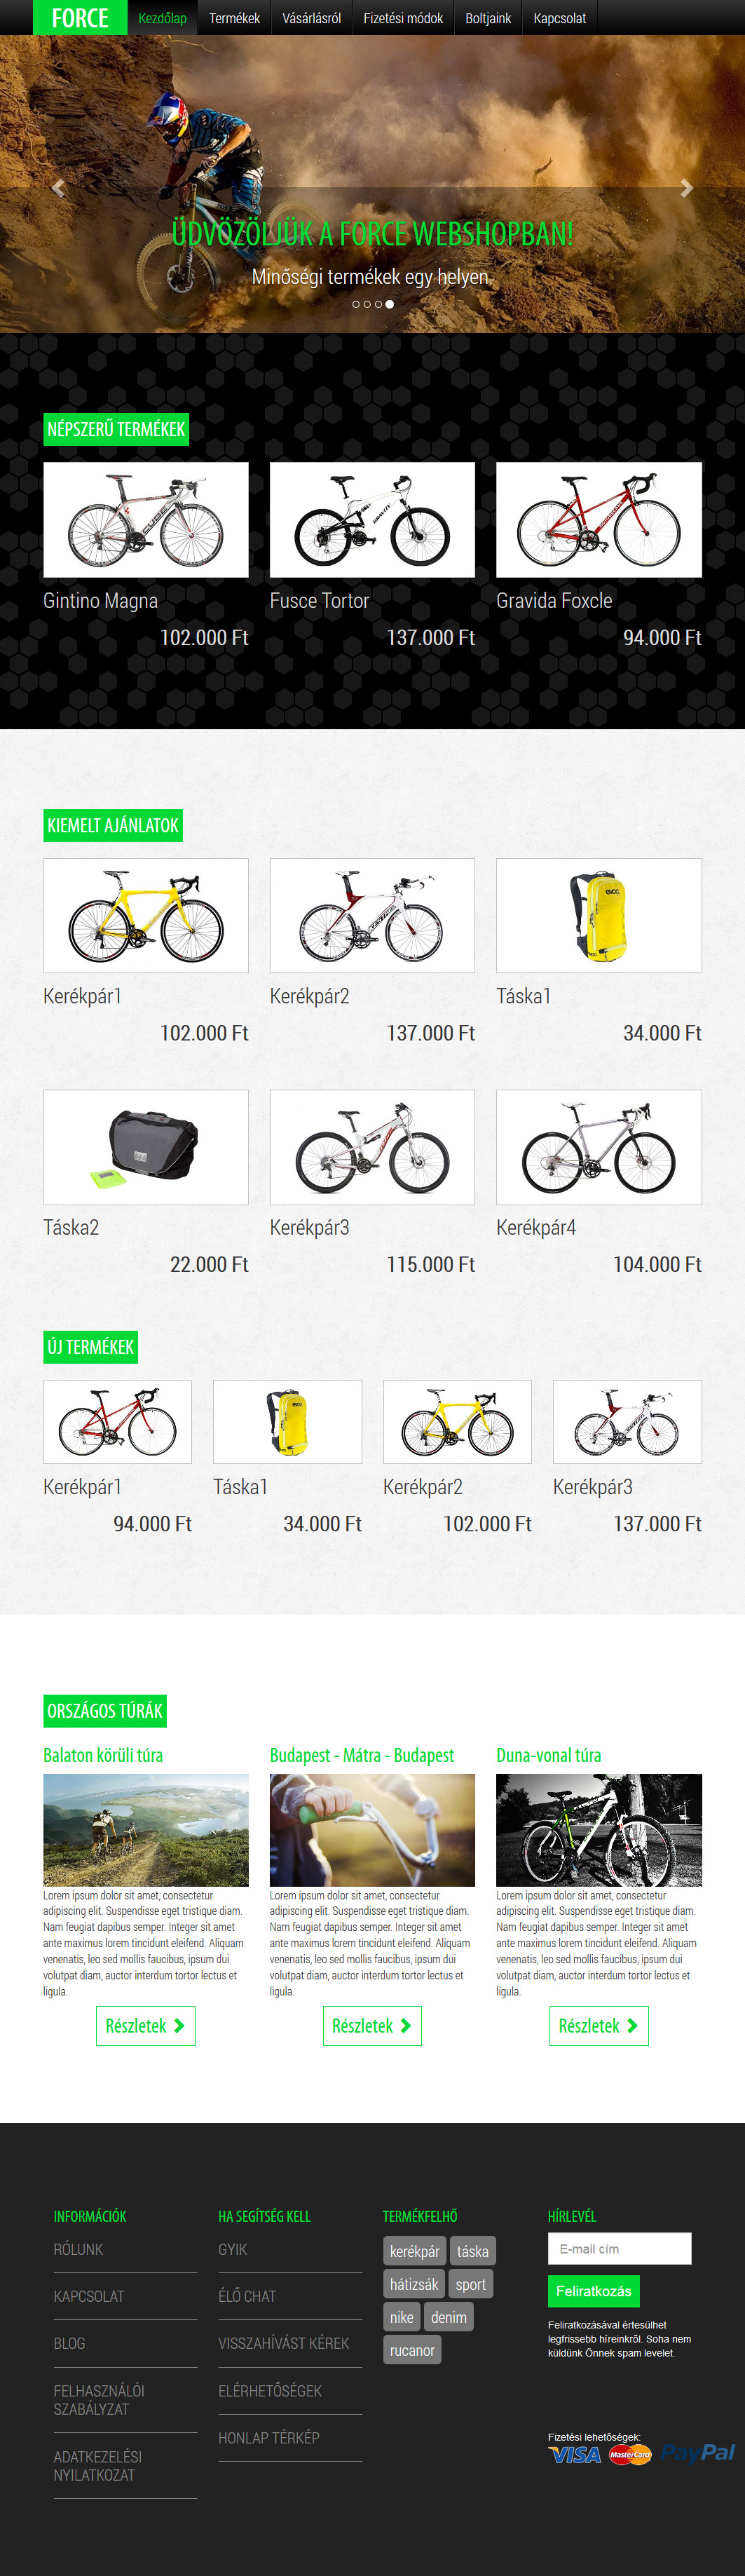 FORCE
Kezdőlap
Termékek
Vásárlásról
Fizetési módok
Boltjaink
Kapcsolat
ÜDVÖZÖLJÜK A FORCE WEBSHOPBAN!
Minőségi termékek egy helyen.
NÉPSZERŰ TERMÉKEK
CUBE
GRAVITY
Gintino Magna
Fusce Tortor
Gravida Foxcle
102.000 Ft
137.000 Ft
94.000 Ft
KIEMELT AJÁNLATOK
KESTREL
evoc
Kerékpár1
Kerékpár2
Táska1
102.000 Ft
137.000 Ft
34.000 Ft
Táska2
Kerékpár3
Kerékpár4
22.000 Ft
115.000 Ft
104.000 Ft
ÚJ TERMÉKEK
evoc
Kerékpár1
Táska1
Kerékpár2
Kerékpár3
94.000 Ft
34.000 Ft
102.000 Ft
137.000 Ft
ORSZÁGOS TÚRÁK
Balaton körüli túra
Lorem ipsum dolor sit amet, consectetur
adipiscing elit. Suspendisse eget tristique diam.
Nam feugiat dapibus semper. Integer sit amet
ante maximus lorem tincidunt eleifend. Aliquam
venenatis, leo sed mollis faucibus, ipsum dui
volutpat diam, auctor interdum tortor lectus et
ligula.
Részletek
Budapest - Mátra - Budapest
Lorem ipsum dolor sit amet, consectetur
adipiscing elit. Suspendisse eget tristique diam.
Nam feugiat dapibus semper. Integer sit amet
ante maximus lorem tincidunt eleifend. Aliquam
venenatis, leo sed mollis faucibus, ipsum dui
volutpat diam, auctor interdum tortor lectus et
ligula.
Részletek
Duna-vonal túra
Lorem ipsum dolor sit amet, consectetur
adipiscing elit. Suspendisse eget tristique diam.
Nam feugiat dapibus semper. Integer sit amet
ante maximus lorem tincidunt eleifend. Aliquam
venenatis, leo sed mollis faucibus, ipsum dui
volutpat diam, auctor interdum tortor lectus et
ligula.
Részletek
INFORMÁCIÓK
RÓLUNK
KAPCSOLAT
BLOG
FELHASZNÁLÓI
SZABÁLYZAT
ADATKEZELÉSI
NYILATKOZAT
HA SEGÍTSÉG KELL
GYIK
ÉLŐ CHAT
VISSZAHÍVÁST KÉREK
ELÉRHETŐSÉGEK
HONLAP TÉRKÉP
TERMÉKFELHŐ
kerékpár
táska
hátizsák
sport
nike
denim
rucanor
HÍRLEVÉL
E-mail cím
Feliratkozás
Feliratkozásával értesülhet
legfrissebb híreinkről. Soha nem
küldünk Önnek spam levelet.
Fizetési lehetőségek:
VISA
MasterCard
PayPal